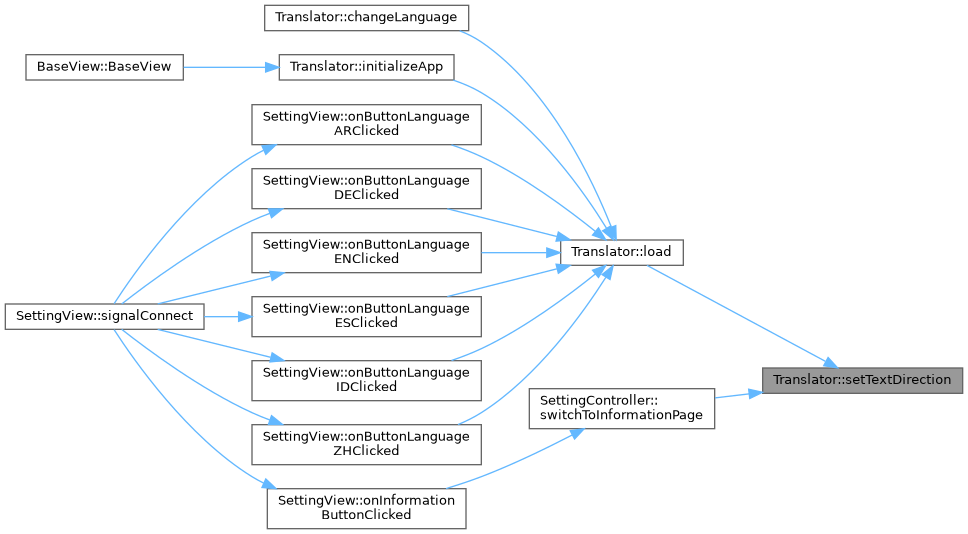 Translator::changeLanguage
BaseView::BaseView
Translator::initializeApp
SettingView::onButtonLanguage
ARClicked
SettingView::onButtonLanguage
DEClicked
SettingView::onButtonLanguage
ENClicked
Translator::load
SettingView::signalConnect
SettingView::onButtonLanguage
ESClicked
SettingView::onButtonLanguage
IDClicked
Translator::setTextDirection
SettingController::
switchToInformationPage
SettingView::onButtonLanguage
ZHClicked
SettingView::onInformation
ButtonClicked